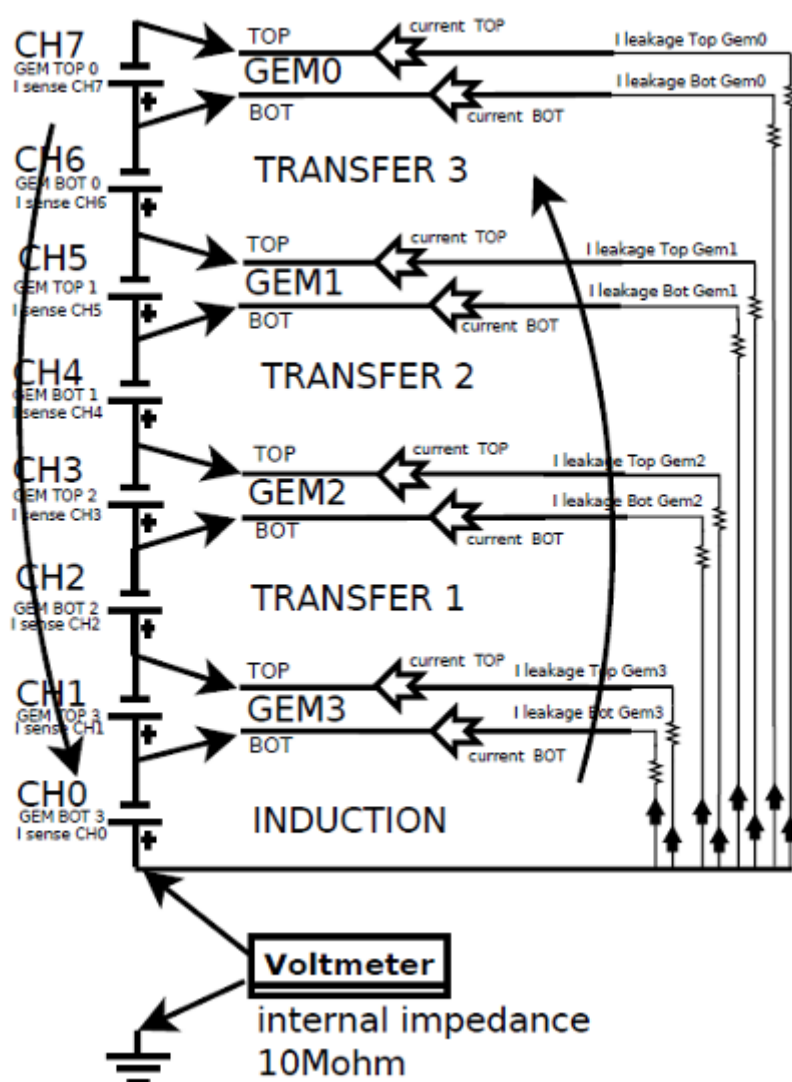 CH7
GEM TOP 0
I sense CH7
TOP
current TOP
I leakage Top Gem0
GEM0
I leakage Bot Gem0
BOT
current BOT
CH6
GEM BOT 0
I sense CH6
TRANSFER 3
CH5
GEM TOP 1
I sense CH5
TOP
current TOP
I leakage Top Gem1
GEM1
I leakage Bot Gem1
BOT
current BOT
CH4
GEM BOT 1
I sense CH4
TRANSFER 2
CH3
GEM TOP 2
I sense CH3
TOP
current TOP
I leakage Top Gem2
GEM2
I leakage Bot Gem2
BOT
current BOT
CH2
GEM BOT 2
I sense CH2
TRANSFER 1
CH1
GEM TOP 3
I sense CH1
TOP
current TOP
I leakage Top Gem3
GEM3
I leakage Bot Gem3
BOT
current BOT
CH0
GEM BOT 3
I sense CH0
INDUCTION
Voltmeter
internal impedance
10Mohm